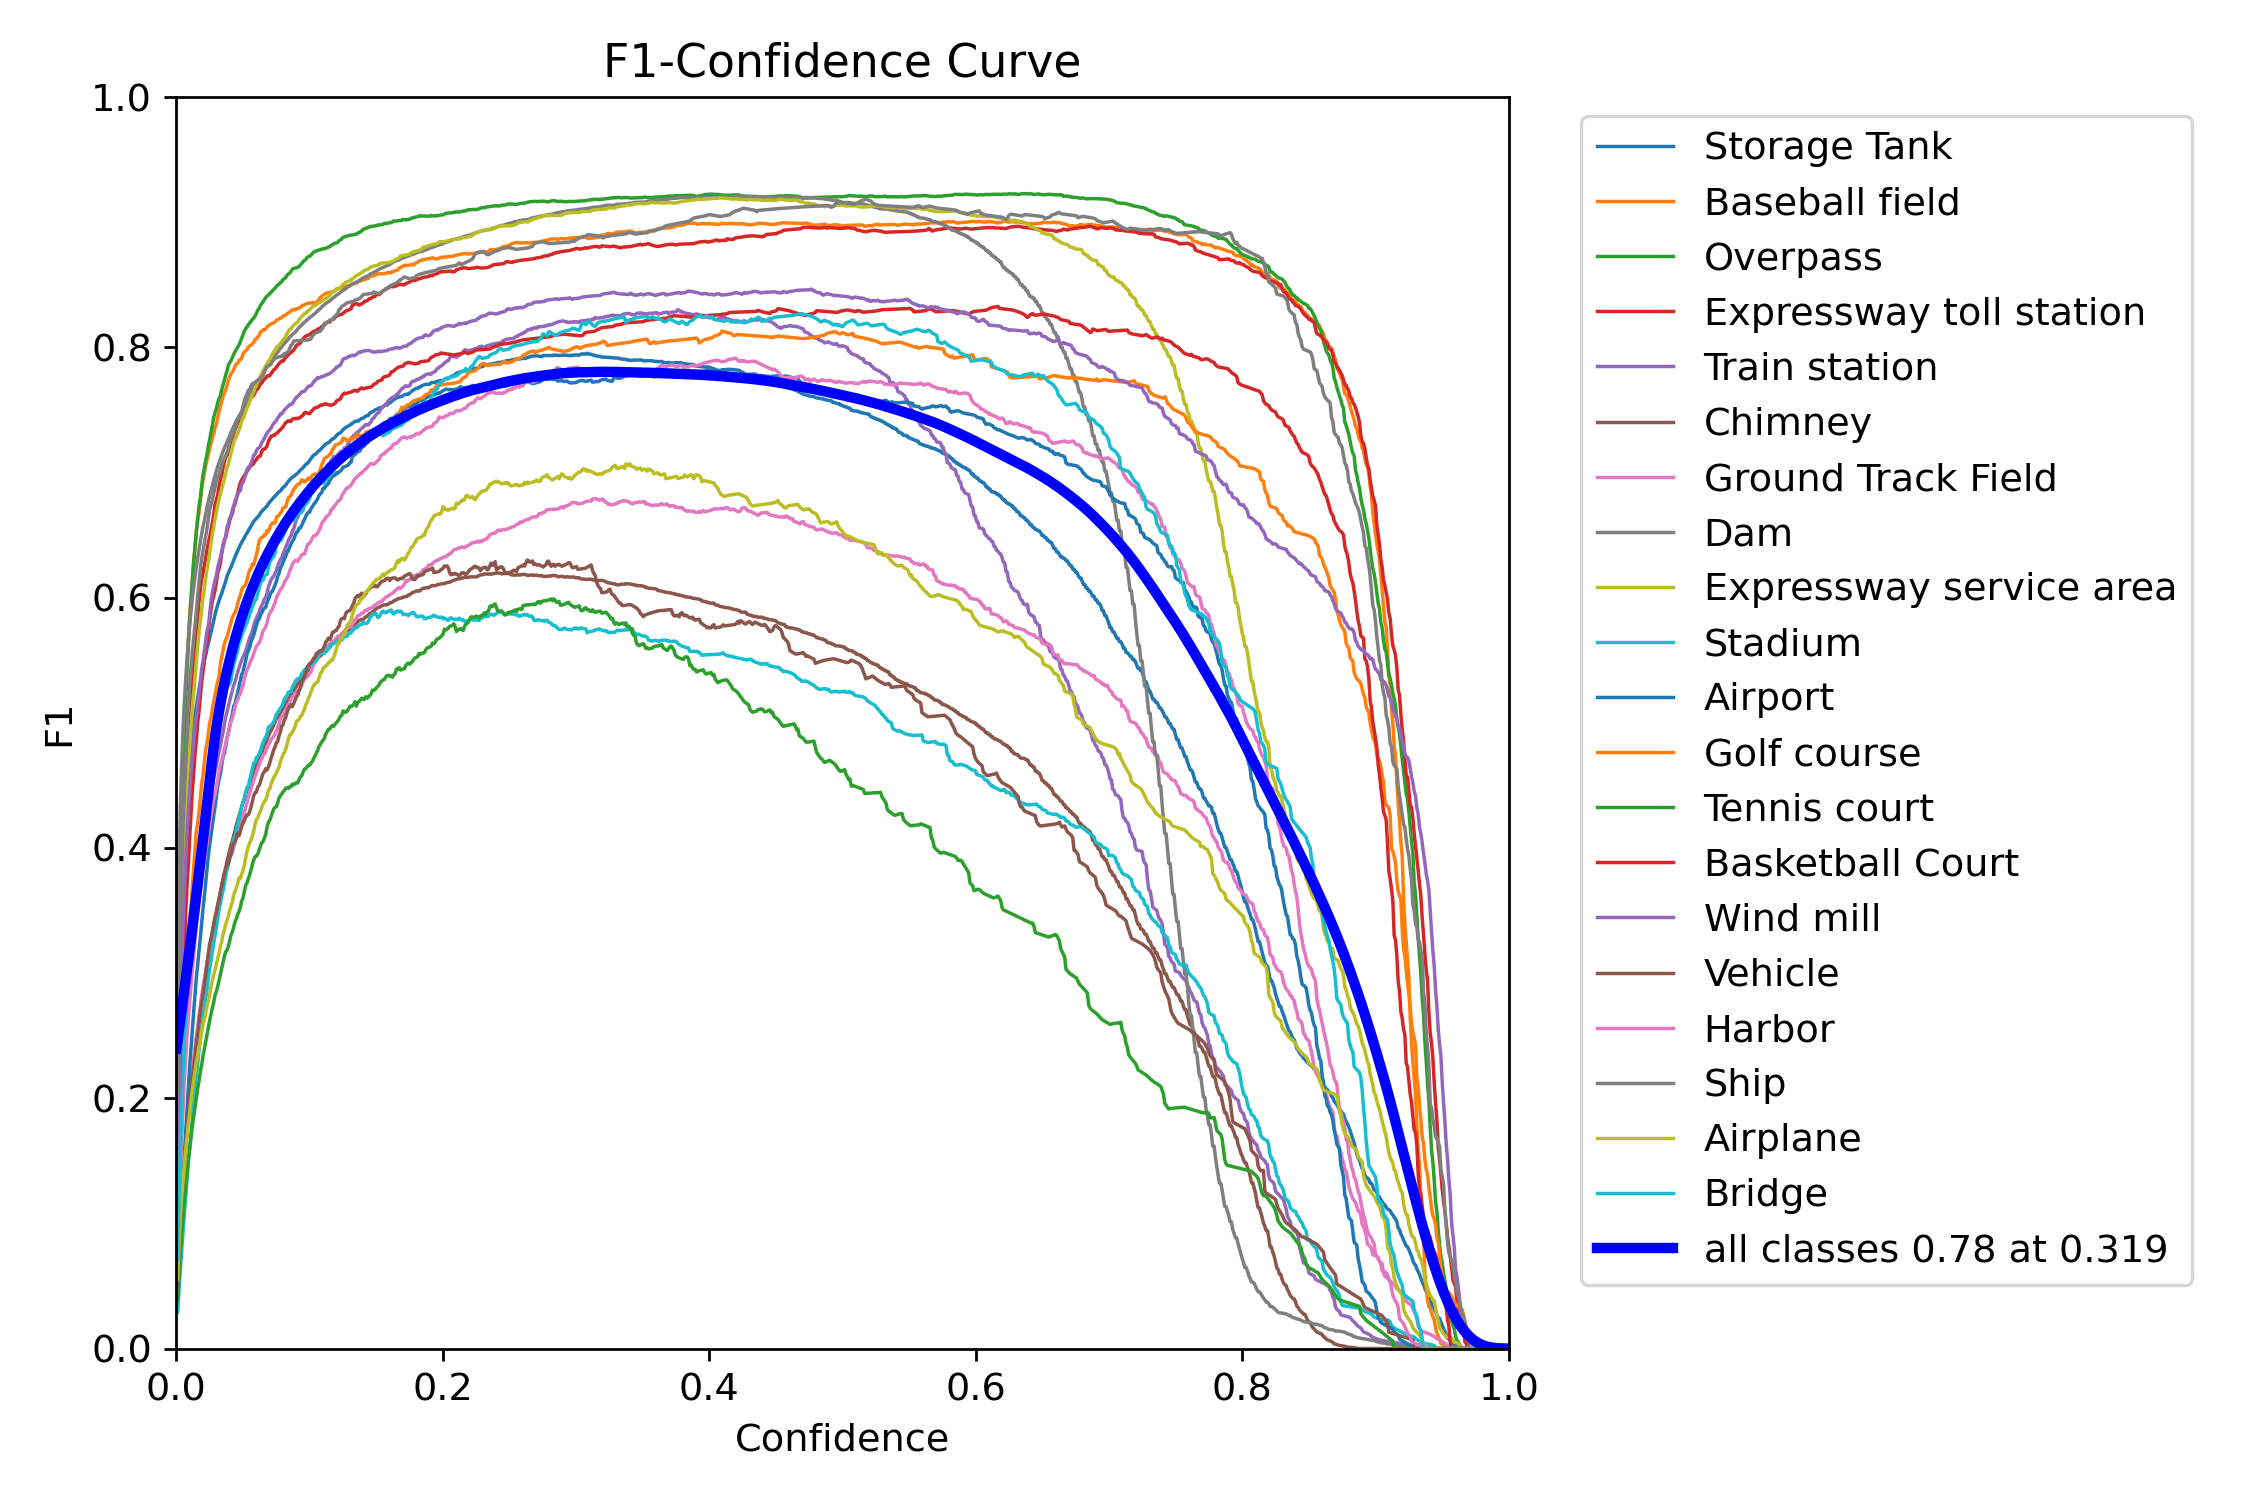 F1-Confidence Curve
1.0
0.8
0.6
0.4
0.2
0.0
F1
0.0 0.2 0.4 0.6 0.8 1.0
Confidence
Storage Tank
Baseball field
Overpass
Expressway toll station
Train station
Chimney
Ground Track Field
Dam
Expressway service area
Stadium
Airport
Golf course
Tennis court
Basketball Court
Wind mill
Vehicle
Harbor
Ship
Airplane
Bridge
all classes 0.78 at 0.319